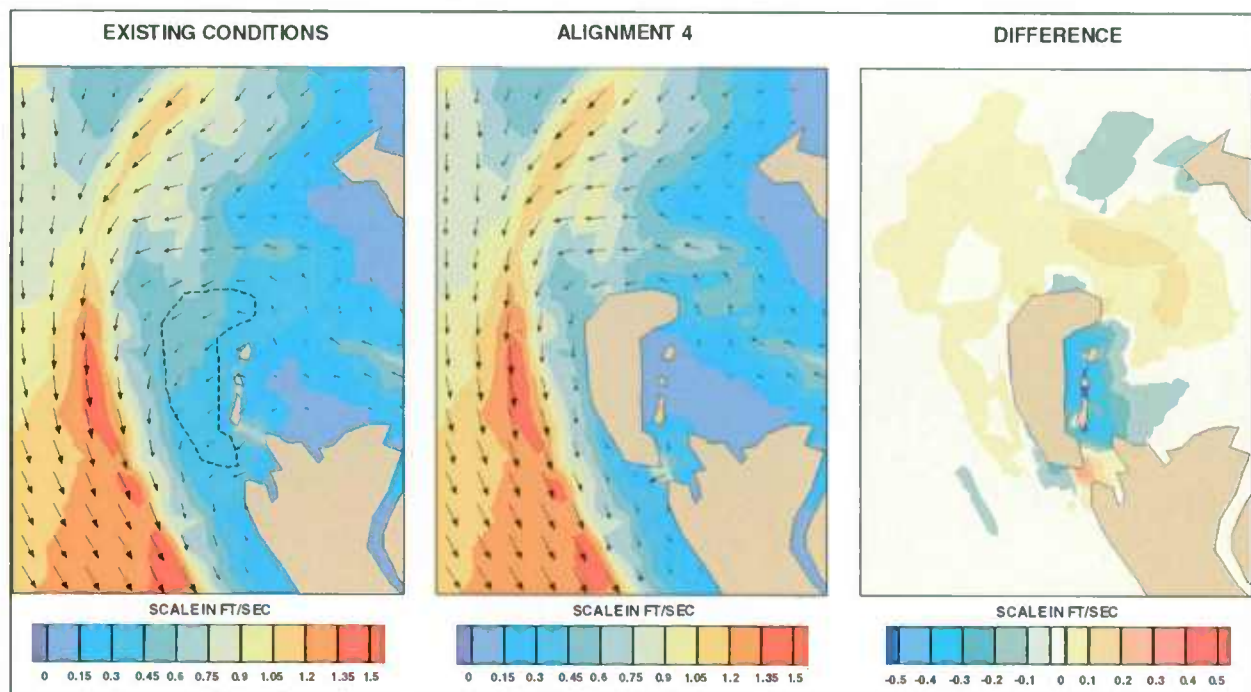 EXISTING CONDITIONS
ALIGNMENT 4
DIFFERENCE
SCALE IN FT/SEC
0 0.15 0.3 0.45 0.6 0.75 0.9 1.05 1.2 1.35 1.5
SCALE IN FT/SEC
0 0.15 0.3 0.45 0.6 0.75 0.9 1.05 1.2 1.35 1.5
SCALE IN FT/SEC
-0.5 -0.4 -0.3 -0.2 -0.1 0 0.1 0.2 0.3 0.4 0.5